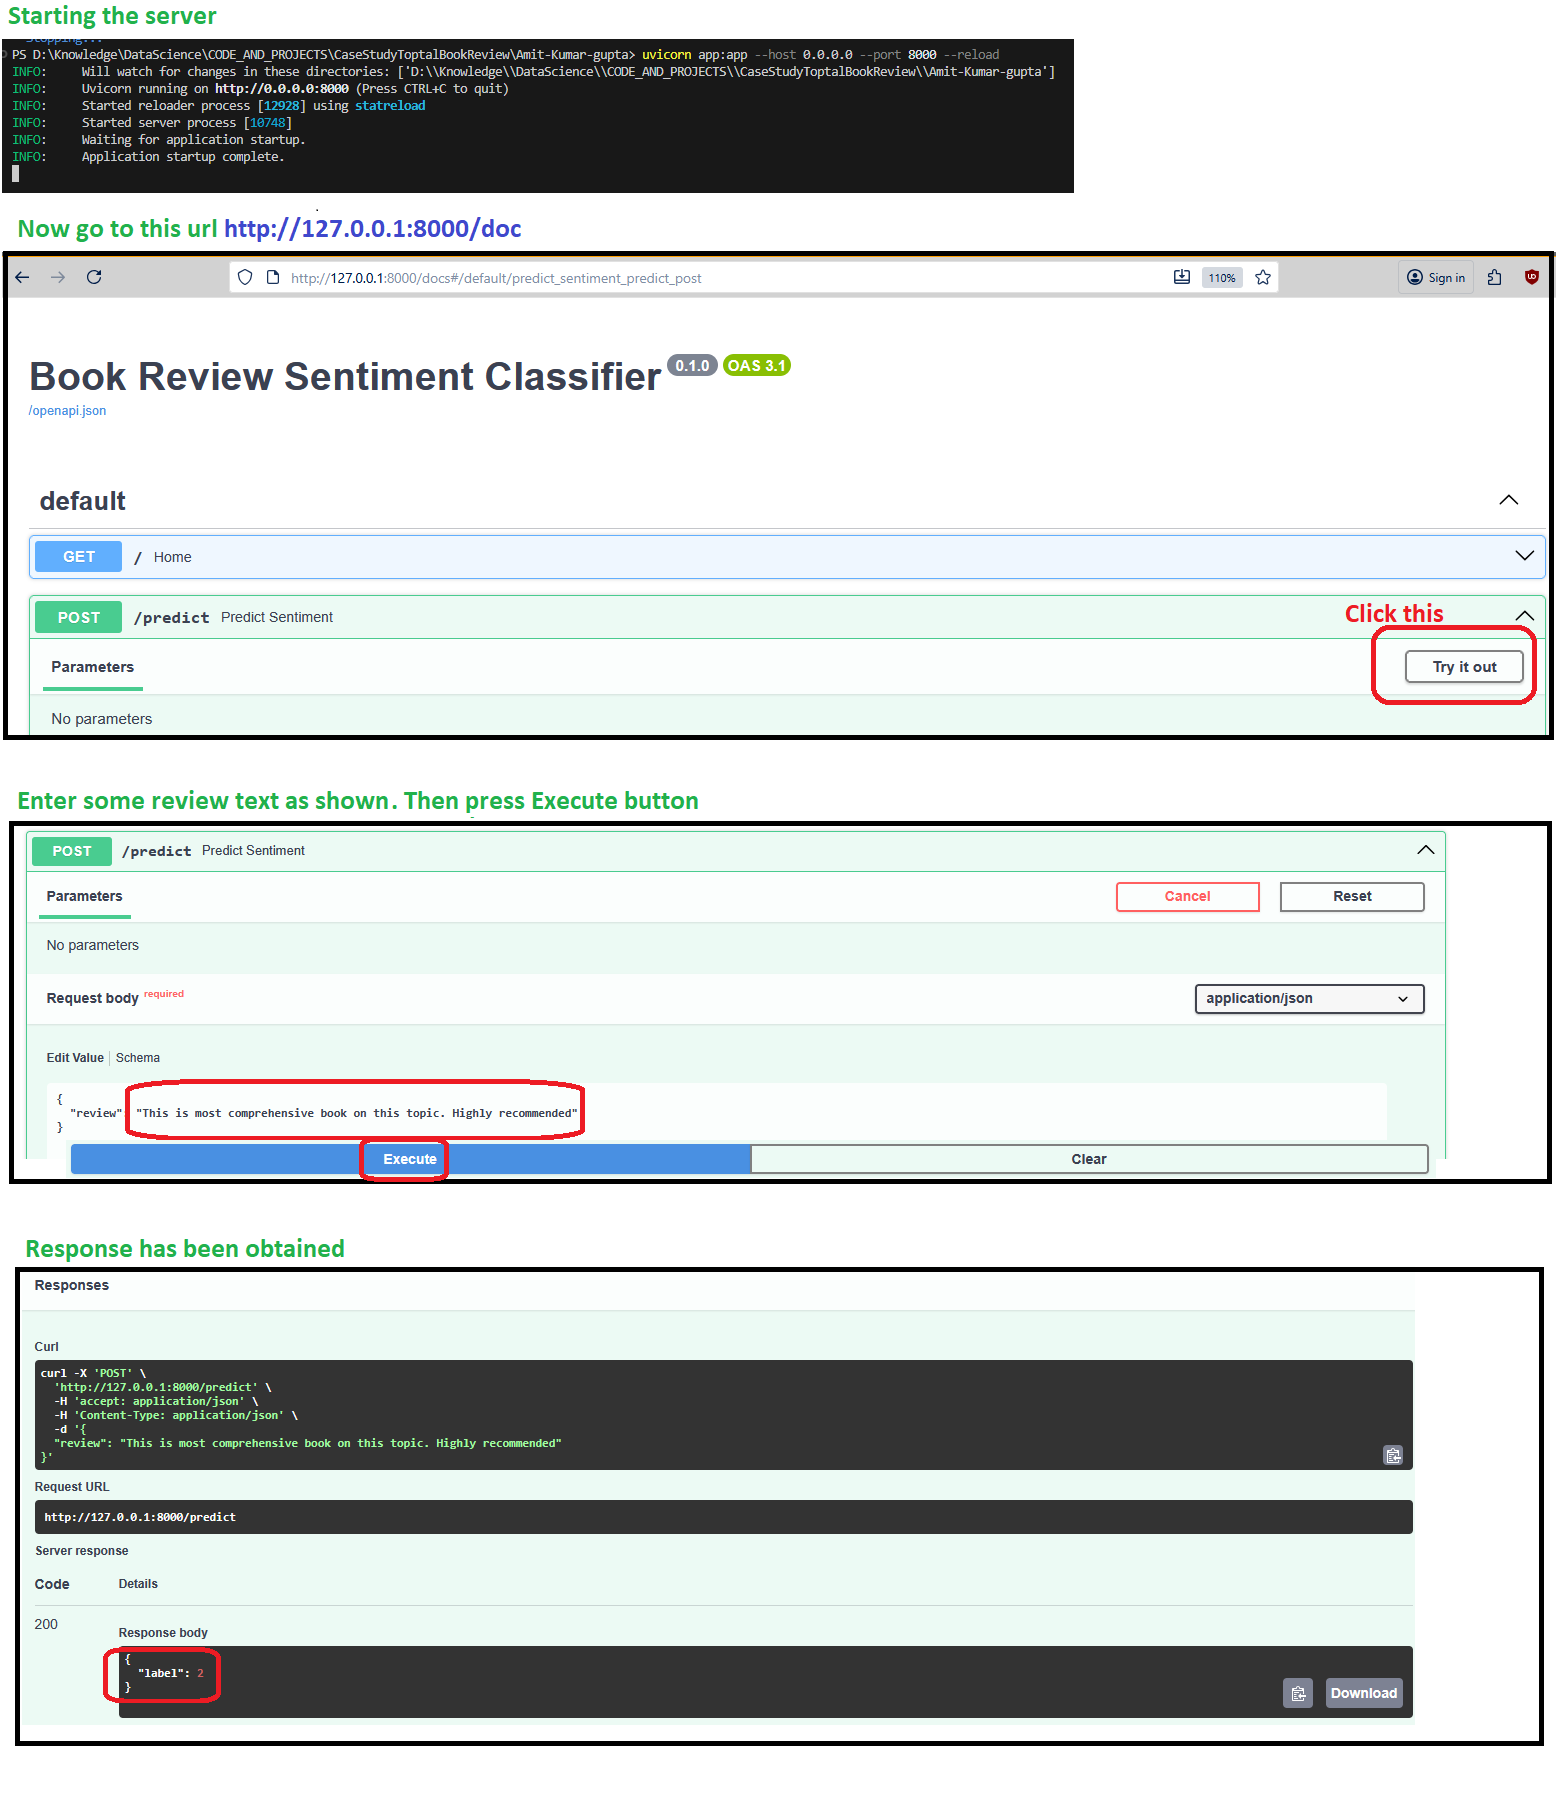 Starting the server
Stopping...
PS D:\Knowledge\DataScience\CODE_AND_PROJECTS\CaseStudyToptalBookReview\Amit-Kumar-gupta> uvicorn app:app --host 0.0.0.0 --port 8000 --reload
INFO: Will watch for changes in these directories: ['D:\\Knowledge\\DataScience\\CODE_AND_PROJECTS\\CaseStudyToptalBookReview\\Amit-Kumar-gupta']
INFO: Uvicorn running on http://0.0.0.0:8000 (Press CTRL+C to quit)
INFO: Started reloader process [12928] using statreload
INFO: Started server process [10748]
INFO: Waiting for application startup.
INFO: Application startup complete.
Now go to this url http://127.0.0.1:8000/doc
http://127.0.0.1:8000/docs#/default/predict_sentiment_predict_post 110% Sign in
Book Review Sentiment Classifier 0.1.0 OAS 3.1
/openapi.json
default
GET / Home
POST /predict Predict Sentiment
Click this
Parameters Try it out
No parameters
Enter some review text as shown. Then press Execute button
POST /predict Predict Sentiment
Parameters Cancel Reset
No parameters
Request body required application/json
Edit Value Schema
{
"review" "This is most comprehensive book on this topic. Highly recommended"
}
Execute Clear
Response has been obtained
Responses
Curl
curl -X 'POST' \
'http://127.0.0.1:8000/predict' \
-H 'accept: application/json' \
-H 'Content-Type: application/json' \
-d '{
"review": "This is most comprehensive book on this topic. Highly recommended"
}'
Request URL
http://127.0.0.1:8000/predict
Server response
Code Details
200
Response body
{
"label": 2
}
Download